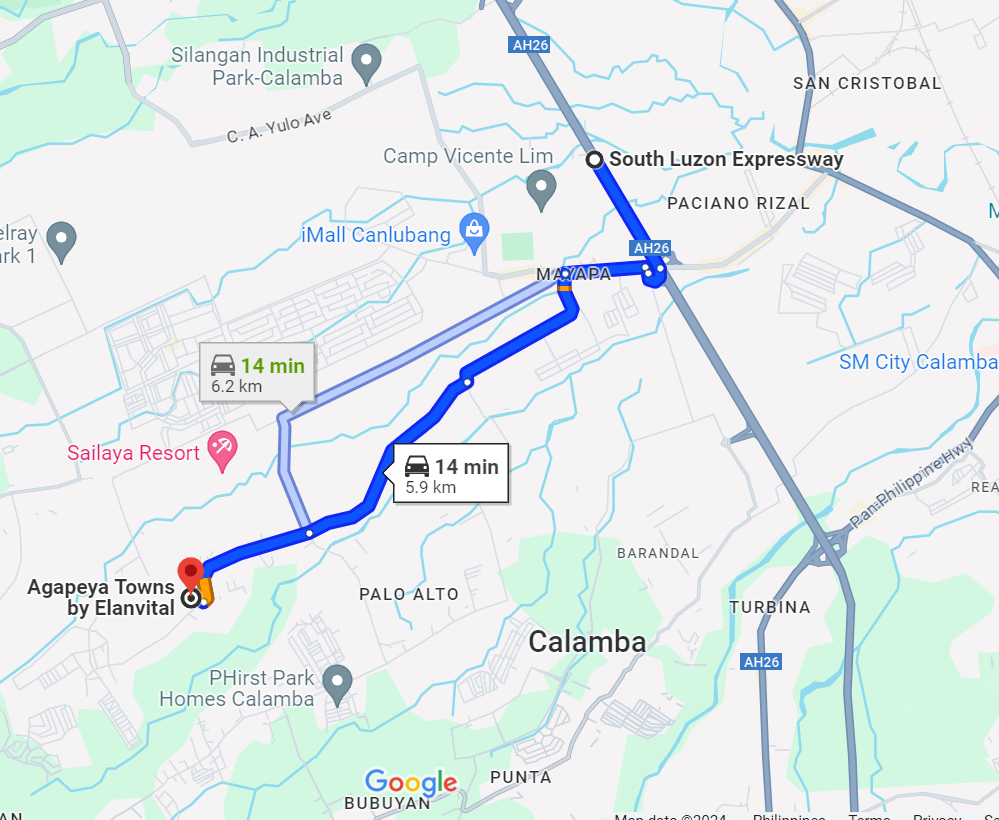 AH26
Silangan Industrial
Park-Calamba
SAN CRISTOBAL
C. A. Yulo Ave
Camp Vicente Lim
South Luzon Expressway
PACIANO RIZAL
elray
ark 1
iMall Canlubang
AH26
MAYAPA
14 min
6.2 km
SM City Calamba
Sailaya Resort
14 min
5.9 km
Pan-Philippine Hwy
REA
BARANDAL
Agapeya Towns
by Elanvital
PALO ALTO
TURBINA
Calamba
AH26
PHirst Park
Homes Calamba
PUNTA
Google
BUBUYAN
AN
Map data ©2024
Philippines
Terms
Privacy